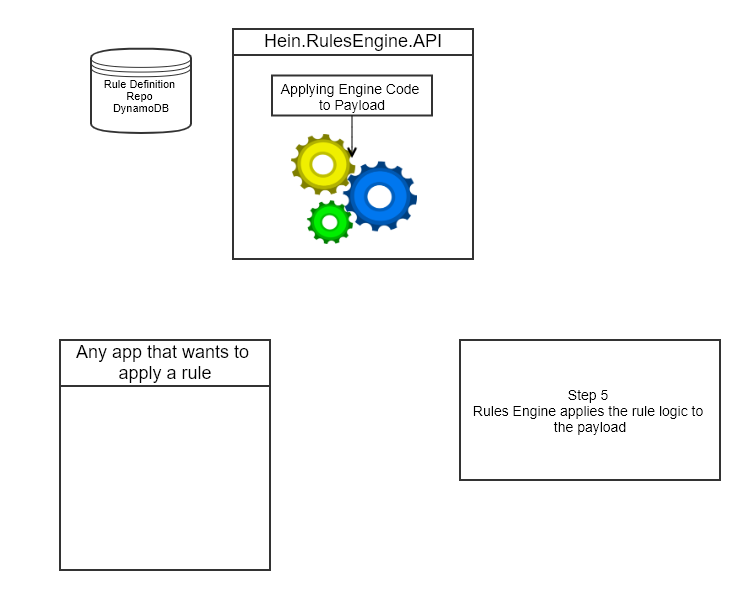 Hein.RulesEngine.API
Rule Definition
Repo
DynamoDB
Applying Engine Code
to Payload
Any app that wants to
apply a rule
Step 5
Rules Engine applies the rule logic to
the payload